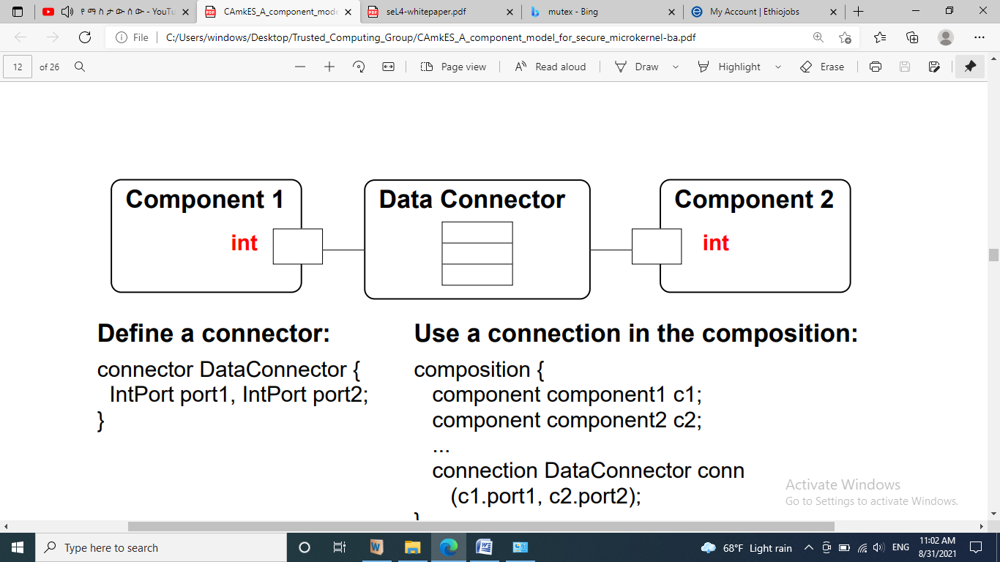 የማስታወሰው - YouTu
CAmkES_A_component_mode
seL4-whitepaper.pdf
mutex - Bing
My Account | Ethiojobs
File
C:/Users/windows/Desktop/Trusted_Computing_Group/CAmkES_A_component_model_for_secure_microkernel-ba.pdf
12 of 26
Page view
Read aloud
Draw
Highlight
Erase
Component 1
Data Connector
Component 2
int
int
Define a connector:
connector DataConnector {
IntPort port1, IntPort port2;
}
Use a connection in the composition:
composition {
component component1 c1;
component component2 c2;
...
connection DataConnector conn
(c1.port1, c2.port2);
}
Activate Windows
Go to Settings to activate Windows.
Type here to search
68°F Light rain
ENG
11:02 AM
8/31/2021